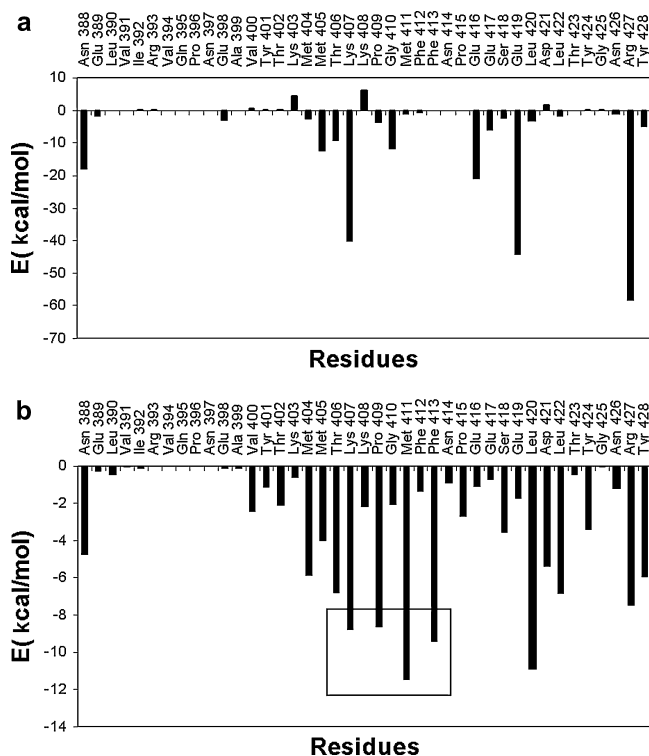 a
Asn 388
Glu 389
Leu 390
Val 391
Ile 392
Arg 393
Val 394
Gln 395
Pro 396
Asn 397
Glu 398
Ala 399
Val 400
Tyr 401
Thr 402
Lys 403
Met 404
Met 405
Thr 406
Lys 407
Lys 408
Pro 409
Gly 410
Met 411
Phe 412
Phe 413
Asn 414
Pro 415
Glu 416
Glu 417
Ser 418
Glu 419
Leu 420
Asp 421
Leu 422
Thr 423
Tyr 424
Gly 425
Asn 426
Arg 427
Tyr 428
10
0
-10
-20
-30
-40
-50
-60
-70
E( kcal/mol)
Residues
b
Asn 388
Glu 389
Leu 390
Val 391
Ile 392
Arg 393
Val 394
Gln 395
Pro 396
Asn 397
Glu 398
Ala 399
Val 400
Tyr 401
Thr 402
Lys 403
Met 404
Met 405
Thr 406
Lys 407
Lys 408
Pro 409
Gly 410
Met 411
Phe 412
Phe 413
Asn 414
Pro 415
Glu 416
Glu 417
Ser 418
Glu 419
Leu 420
Asp 421
Leu 422
Thr 423
Tyr 424
Gly 425
Asn 426
Arg 427
Tyr 428
0
-2
-4
-6
-8
-10
-12
-14
E( kcal/mol)
Residues